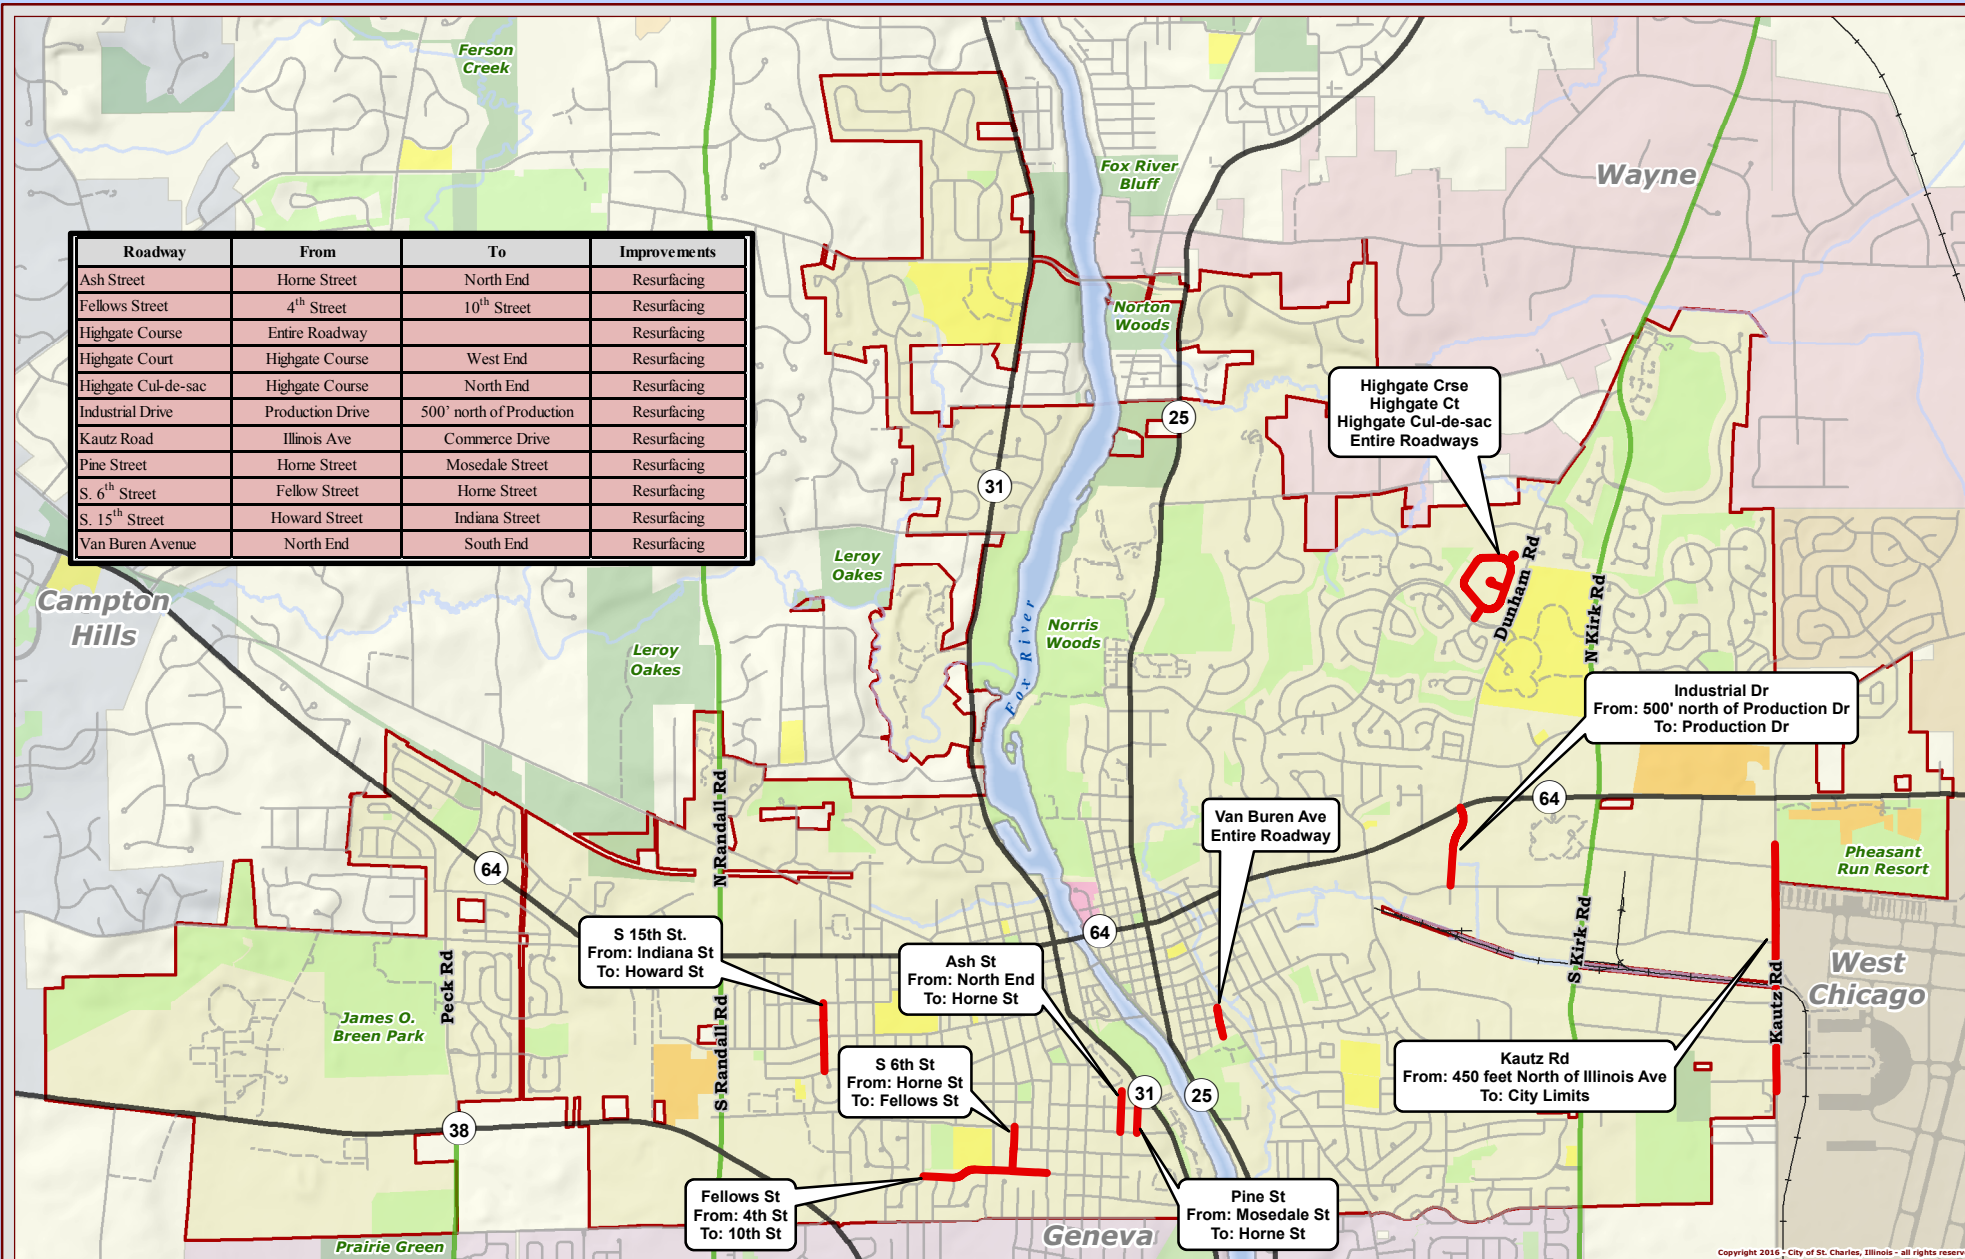 Ferson
Creek
Fox River
Bluff
Wayne
Roadway From To Improvements
Ash Street Horne Street North End Resurfacing
Fellows Street 4th Street 10th Street Resurfacing
Highgate Course Entire Roadway Resurfacing
Highgate Court Highgate Course West End Resurfacing
Highgate Cul-de-sac Highgate Course North End Resurfacing
Industrial Drive Production Drive 500' north of Production Resurfacing
Kautz Road Illinois Ave Commerce Drive Resurfacing
Pine Street Horne Street Mosedale Street Resurfacing
S. 6th Street Fellow Street Horne Street Resurfacing
S. 15th Street Howard Street Indiana Street Resurfacing
Van Buren Avenue North End South End Resurfacing
Norton
Woods
Highgate Crse
Highgate Ct
Highgate Cul-de-sac
Entire Roadways
25
31
Leroy
Oakes
Campton
Hills
Leroy
Oakes
Fox River
Norris
Woods
Dunham Rd
N Kirk Rd
Industrial Dr
From: 500' north of Production Dr
To: Production Dr
64
N Randall Rd
Van Buren Ave
Entire Roadway
Pheasant
Run Resort
64
64
S 15th St.
From: Indiana St
To: Howard St
Ash St
From: North End
To: Horne St
S Kirk Rd
West
Chicago
Peck Rd
James O.
Breen Park
S Randall Rd
Kautz Rd
S 6th St
From: Horne St
To: Fellows St
Kautz Rd
From: 450 feet North of Illinois Ave
To: City Limits
31
25
38
Fellows St
From: 4th St
To: 10th St
Pine St
From: Mosedale St
To: Horne St
Geneva
Prairie Green
Copyright 2016 - City of St. Charles, Illinois - all rights reserv